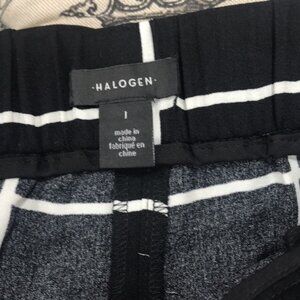 ·HALOGEN·
1
made in
china
fabriqué en
chine